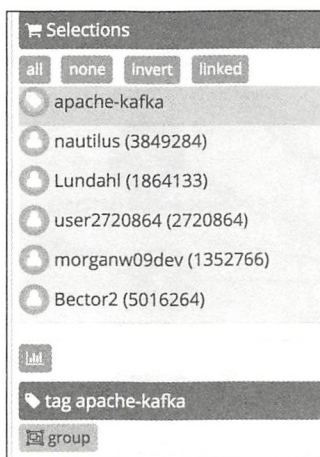 Selections
all none invert linked
apache-kafka
nautilus (3849284)
Lundahl (1864133)
user2720864 (2720864)
morganw09dev (1352766)
Bector2 (5016264)
tag apache-kafka
group